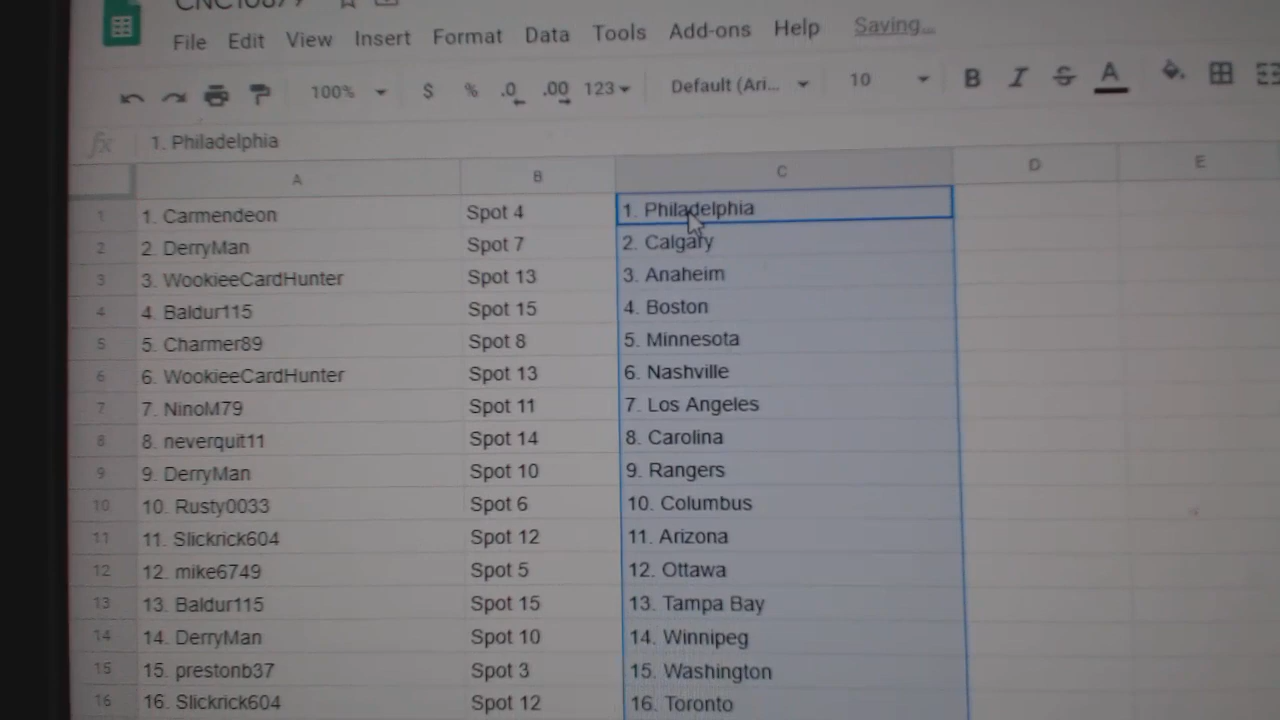 File Edit View Insert Format Data Tools Add-ons Help Saving...
100% $ % .0 .00 123 Default (Ari... 10 B I S A
fx 1. Philadelphia
A B C D E
1 1. Carmendeon Spot 4 1. Philadelphia
2 2. DerryMan Spot 7 2. Calgary
3 3. WookieeCardHunter Spot 13 3. Anaheim
4 4. Baldur115 Spot 15 4. Boston
5 5. Charmer89 Spot 8 5. Minnesota
6 6. WookieeCardHunter Spot 13 6. Nashville
7 7. NinoM79 Spot 11 7. Los Angeles
8 8. neverquit11 Spot 14 8. Carolina
9 9. DerryMan Spot 10 9. Rangers
10 10. Rusty0033 Spot 6 10. Columbus
11 11. Slickrick604 Spot 12 11. Arizona
12 12. mike6749 Spot 5 12. Ottawa
13 13. Baldur115 Spot 15 13. Tampa Bay
14 14. DerryMan Spot 10 14. Winnipeg
15 15. prestonb37 Spot 3 15. Washington
16 16. Slickrick604 Spot 12 16. Toronto